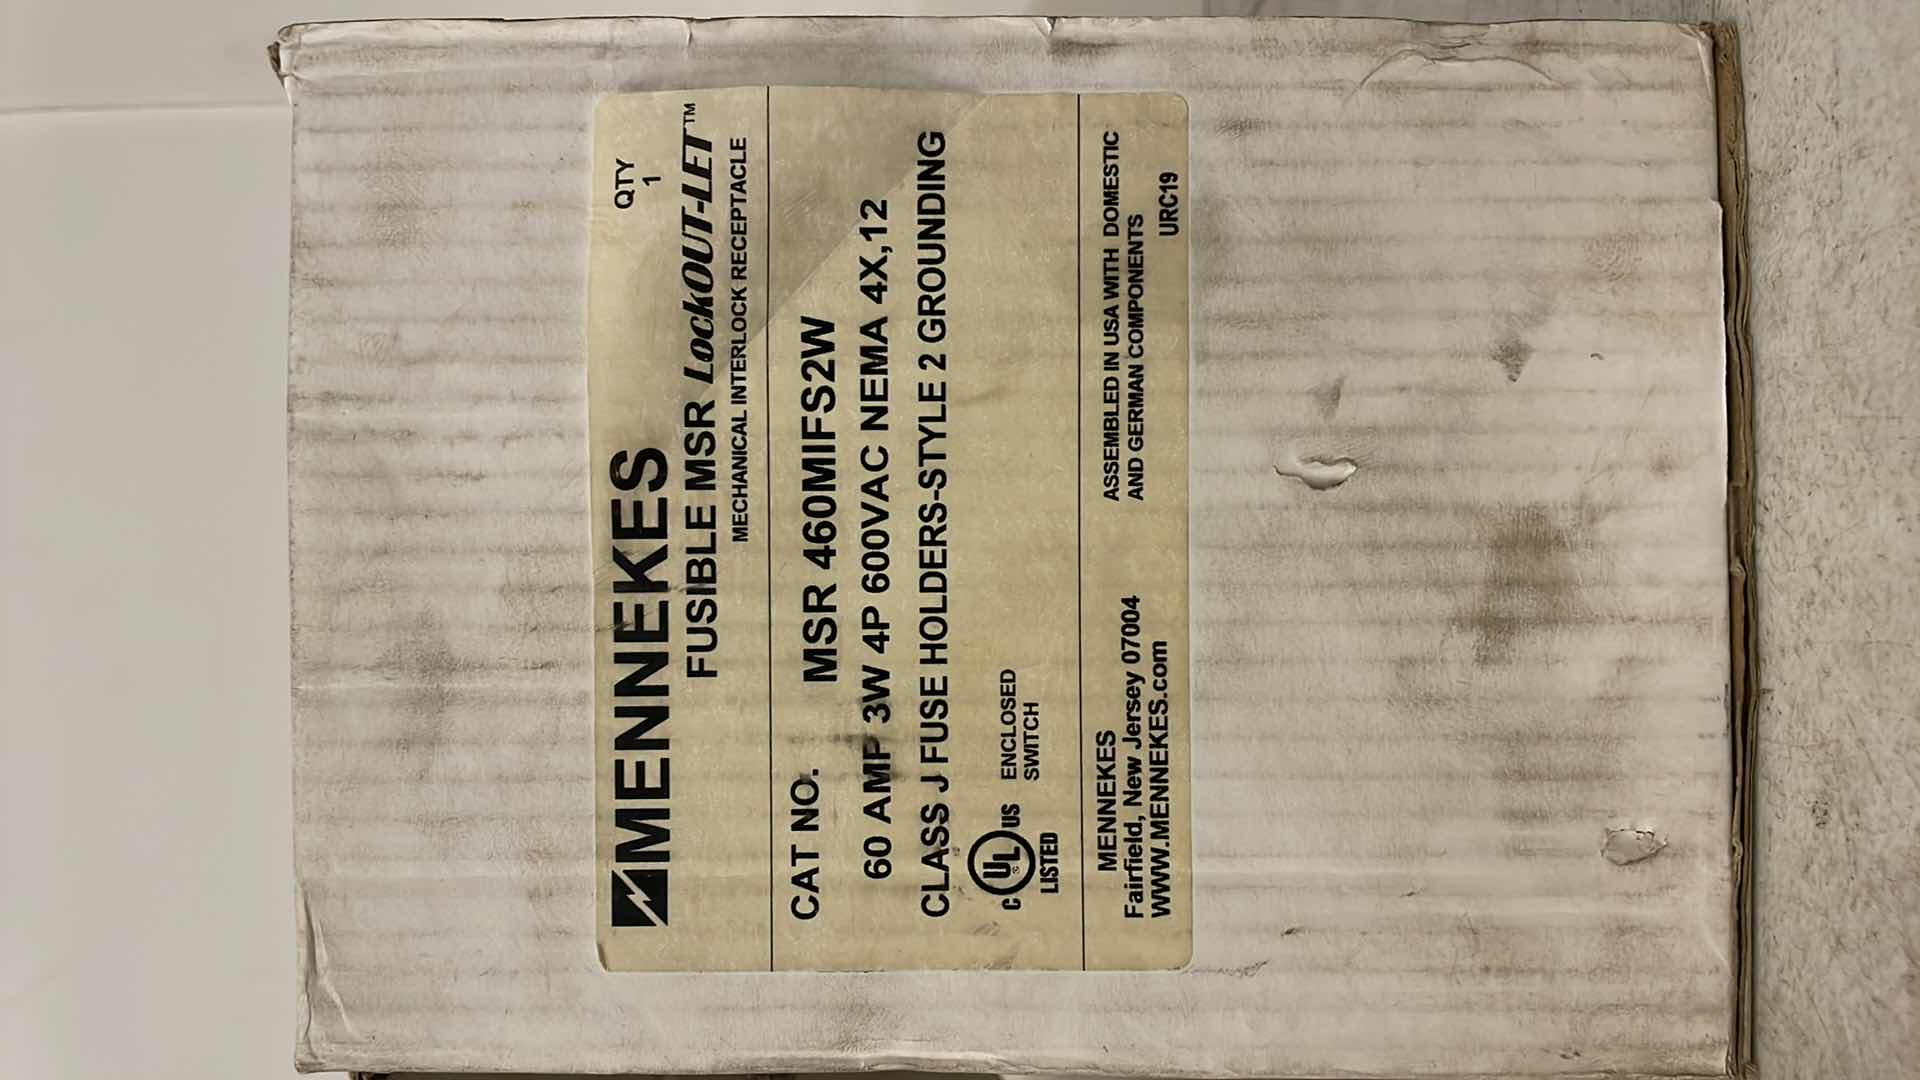 QTY
1
MENNEKES
FUSIBLE MSR LockOUT-LET™
MECHANICAL INTERLOCK RECEPTACLE
CAT NO. MSR 460MIFS2W
60 AMP 3W 4P 600VAC NEMA 4X,12
CLASS J FUSE HOLDERS-STYLE 2 GROUNDING
C UL ® US
LISTED
ENCLOSED
SWITCH
MENNEKES
Fairfield, New Jersey 07004
WWW.MENNEKES.com
ASSEMBLED IN USA WITH DOMESTIC
AND GERMAN COMPONENTS
URC19